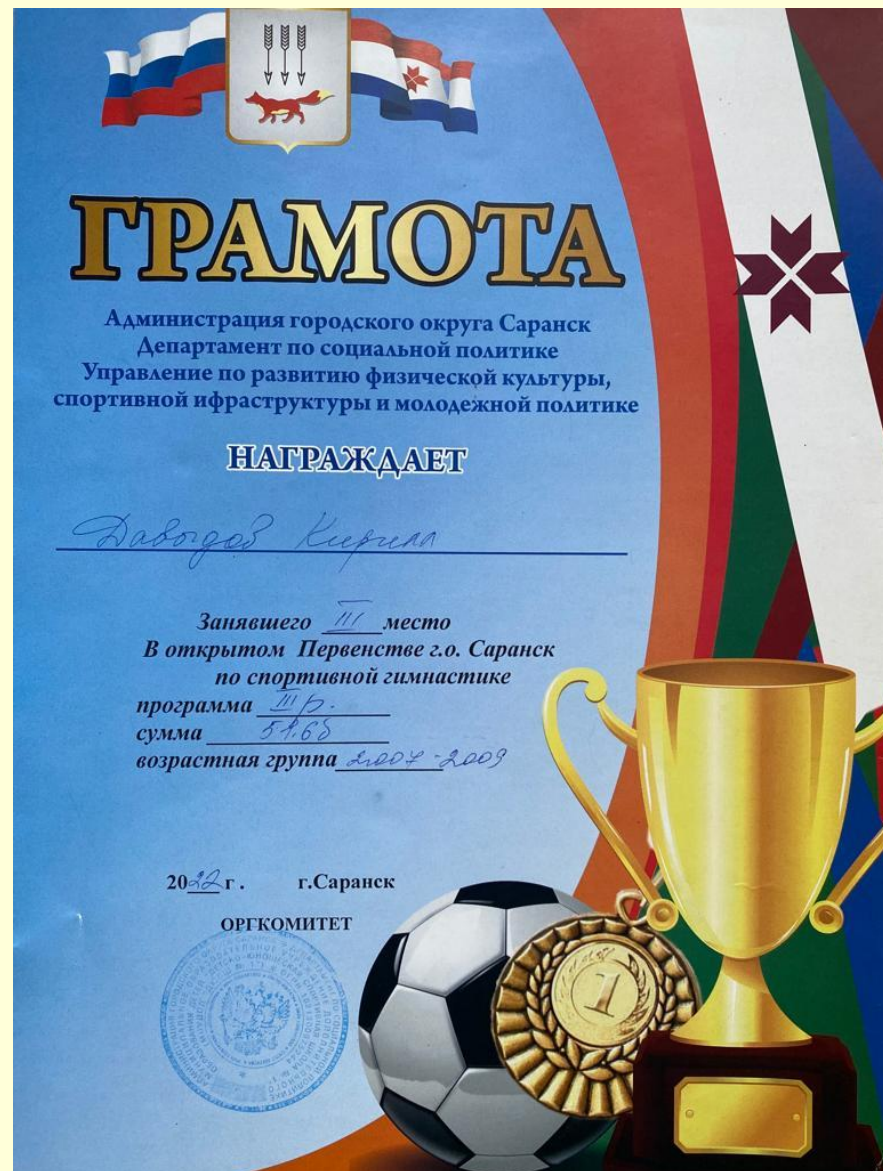 ГРАМОТА
Администрация городского округа Саранск
Департамент по социальной политике
Управление по развитию физической культуры,
спортивной ифраструктуры и молодежной политике
НАГРАЖДАЕТ
Давыдов Кирилл
Занявшего III место
В открытом Первенстве г.о. Саранск
по спортивной гимнастике
программа III р.
сумма 51.65
возрастная группа 2007-2009
2022 г. г.Саранск
ОРГКОМИТЕТ
1